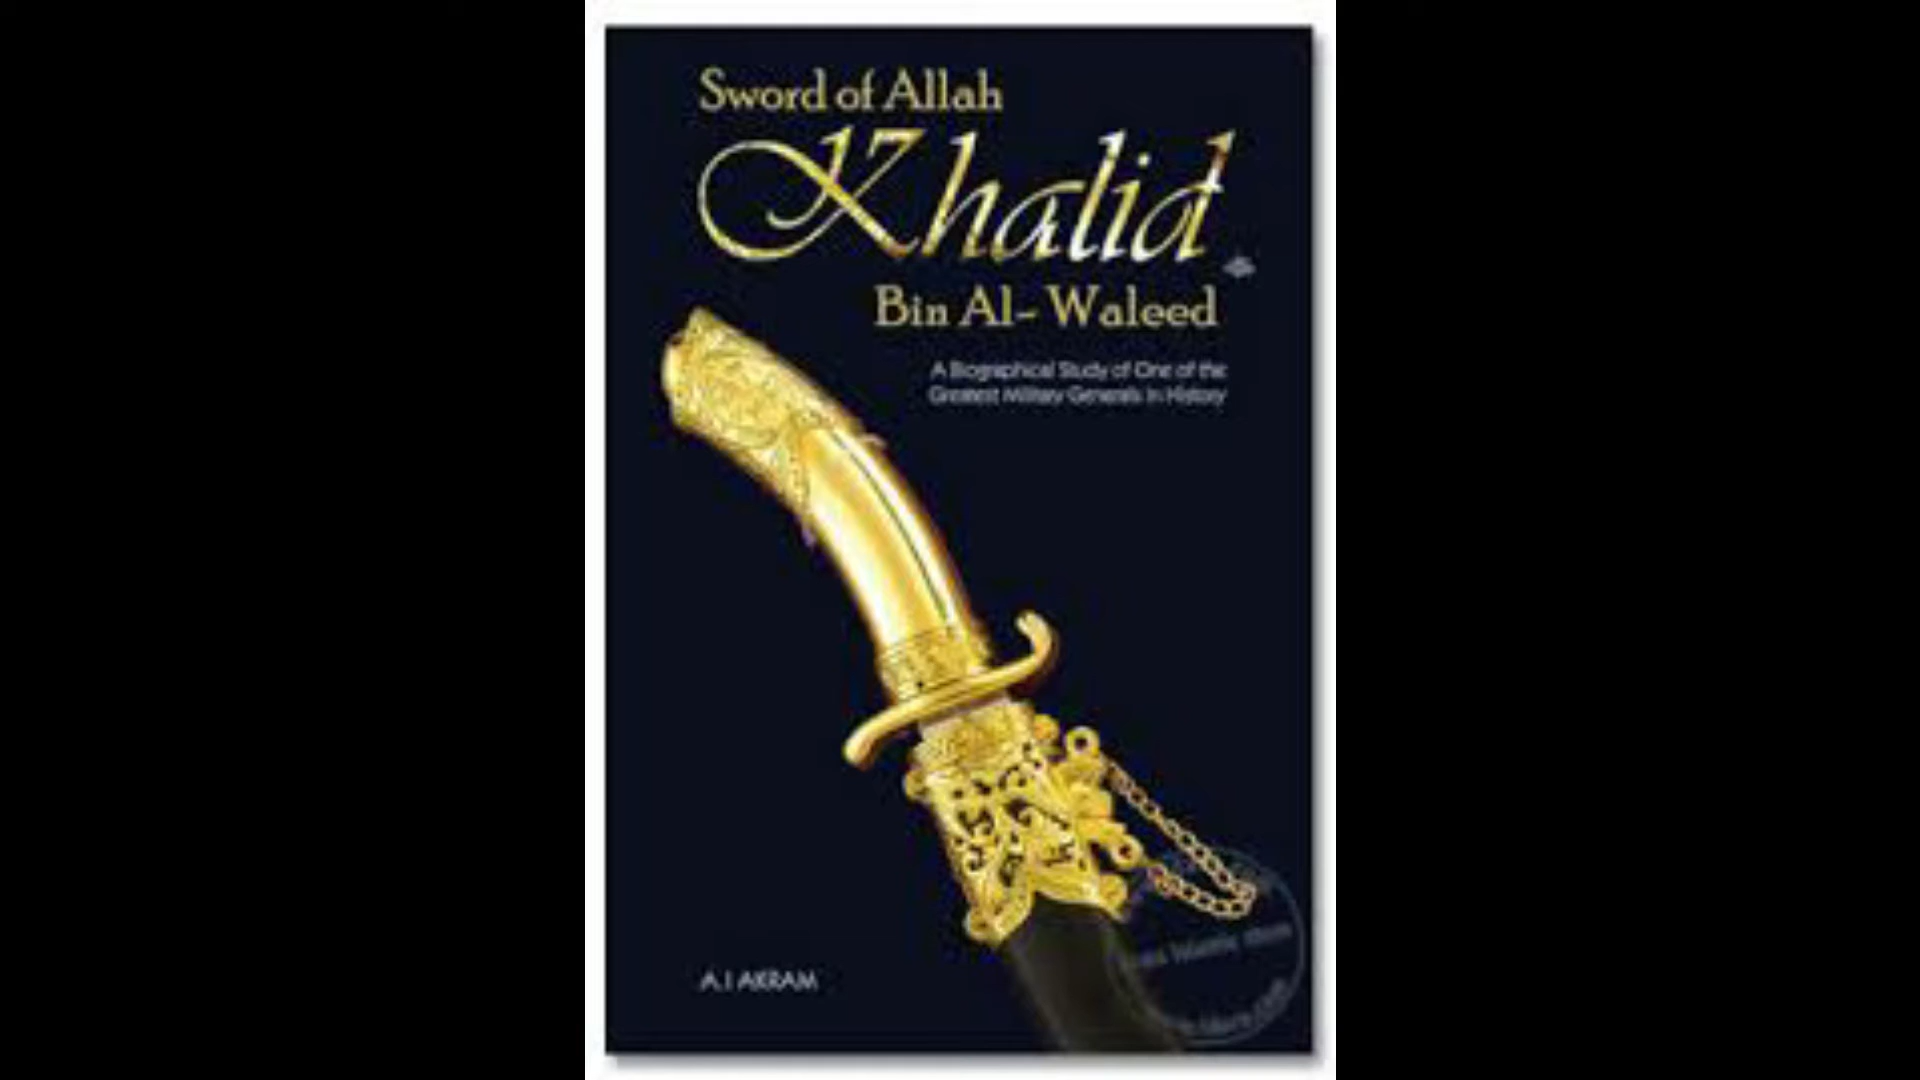 Sword of Allah
Khalid
Bin Al-Waleed
A Biographical Study of One of the
Greatest Military Generals in History
A.I AKRAM